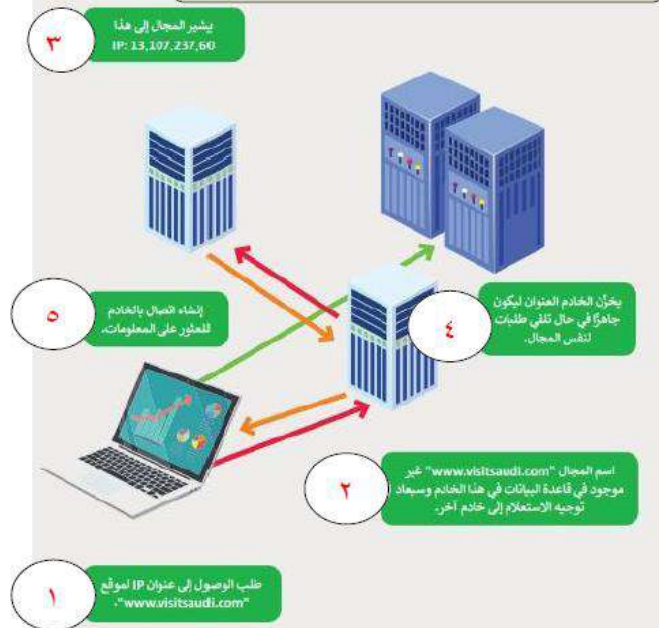 يشير المجال إلى هذا
IP: 13,107,237,60
٣
إنشاء اتصال بالخادم
للعثور على المعلومات.
٥
يخزّن الخادم العنوان ليكون
جاهزًا في حال تلقي طلبات
لنفس المجال.
٤
اسم المجال "www.visitsaudi.com" غير
موجود في قاعدة البيانات في هذا الخادم وسيعاد
توجيه الاستعلام إلى خادم آخر.
٢
طلب الوصول إلى عنوان IP لموقع
"www.visitsaudi.com".
١